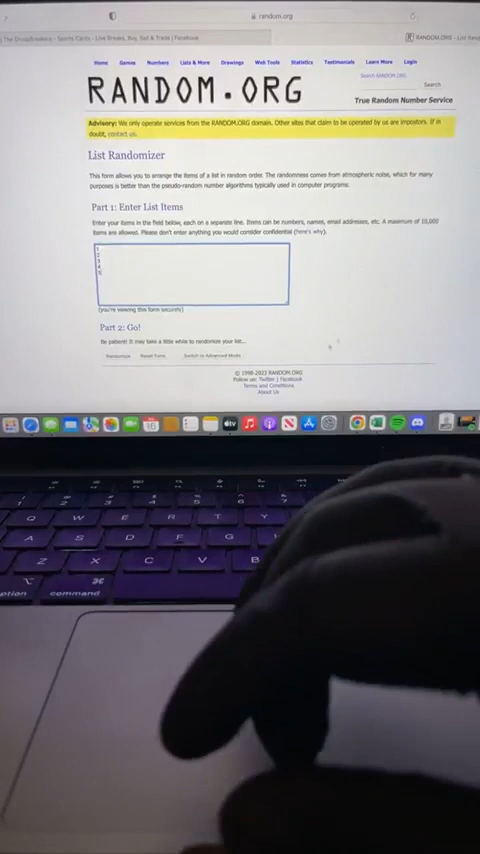 random.org
| The GroupBreakers - Sports Cards - Live Breaks, Buy, Sell & Trade | Facebook
RANDOM.ORG - List Rand
Home Games Numbers Lists & More Drawings Web Tools Statistics Testimonials Learn More Login
Search RANDOM.ORG
Search
RANDOM.ORG
True Random Number Service
Advisory: We only operate services from the RANDOM.ORG domain. Other sites that claim to be operated by us are impostors. If in
doubt, contact us.
List Randomizer
This form allows you to arrange the items of a list in random order. The randomness comes from atmospheric noise, which for many
purposes is better than the pseudo-random number algorithms typically used in computer programs.
Part 1: Enter List Items
Enter your items in the field below, each on a separate line. Items can be numbers, names, email addresses, etc. A maximum of 10,000
items are allowed. Please don't enter anything you would consider confidential (here's why).
1
2
3
4
5
(you're viewing this form securely)
Part 2: Go!
Be patient! It may take a little while to randomize your list...
Randomize Reset Form Switch to Advanced Mode
© 1998-2023 RANDOM.ORG
Follow us: Twitter | Facebook
Terms and Conditions
About Us
tv
Q W E R T Y
A S D F G
Z X C V B
option command